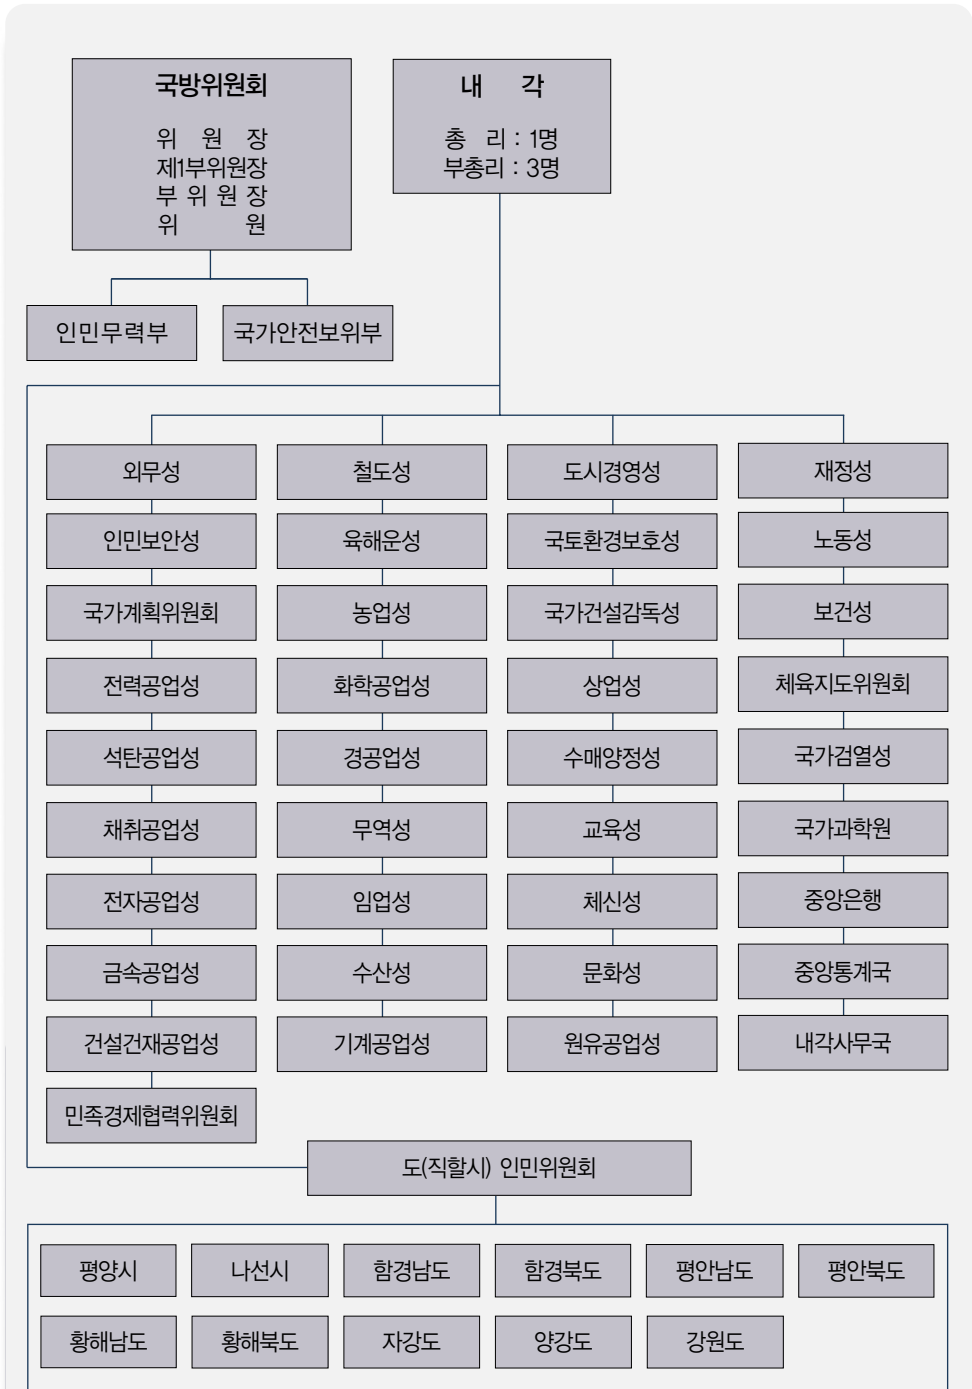 국방위원회
위 원 장
제1부위원장
부 위 원 장
위 원
내 각
총 리 : 1명
부총리 : 3명
인민무력부
국가안전보위부
외무성
인민보안성
국가계획위원회
전력공업성
석탄공업성
채취공업성
전자공업성
금속공업성
건설건재공업성
민족경제협력위원회
철도성
육해운성
농업성
화학공업성
경공업성
무역성
임업성
수산성
기계공업성
도시경영성
국토환경보호성
국가건설감독성
상업성
수매양정성
교육성
체신성
문화성
원유공업성
재정성
노동성
보건성
체육지도위원회
국가검열성
국가과학원
중앙은행
중앙통계국
내각사무국
도(직할시) 인민위원회
평양시
나선시
함경남도
함경북도
평안남도
평안북도
황해남도
황해북도
자강도
양강도
강원도